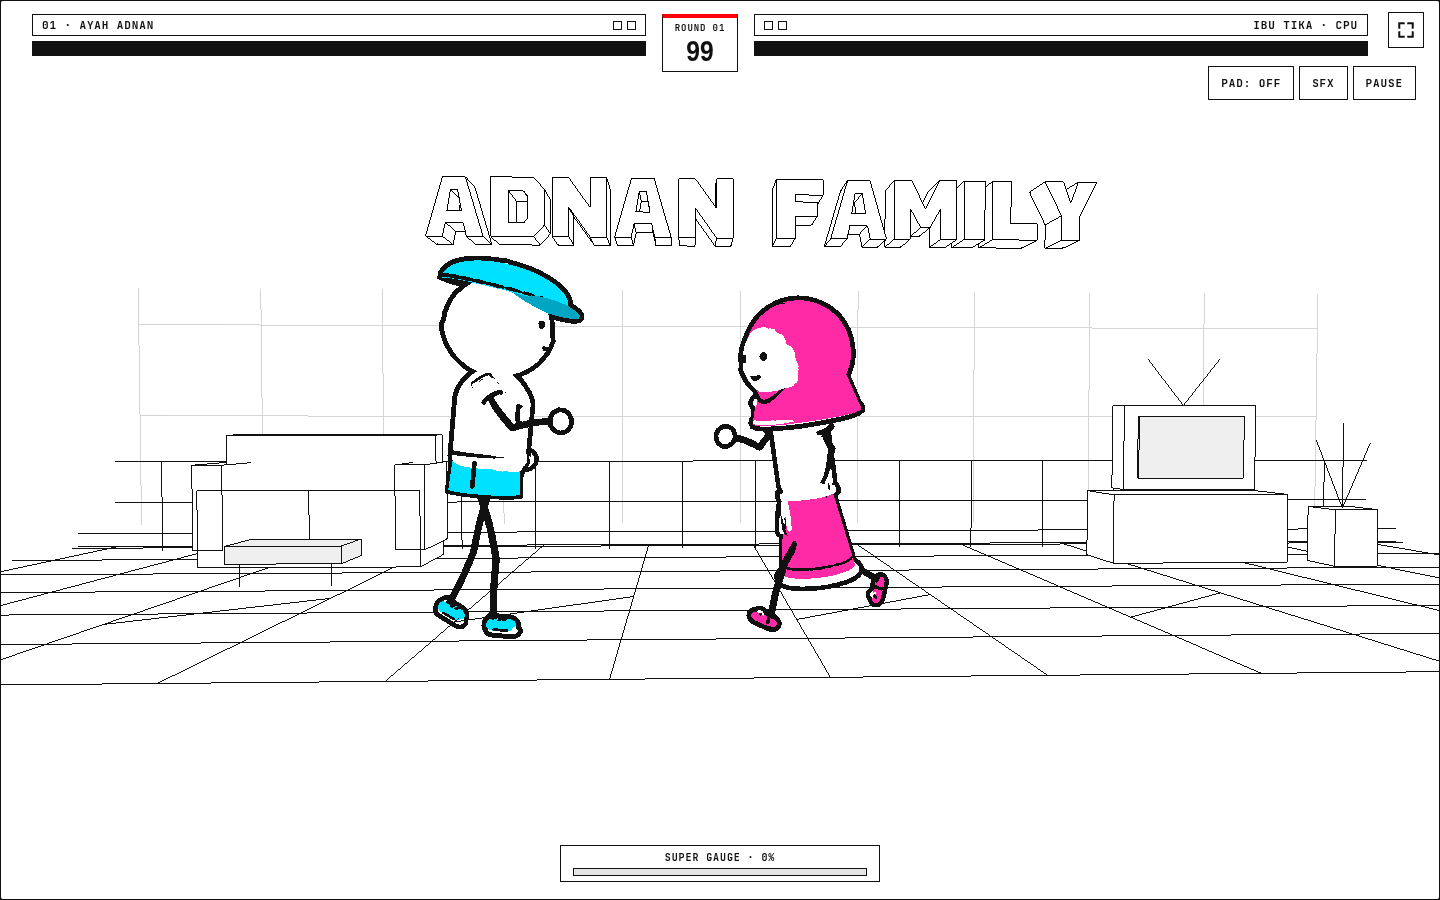 01 · AYAH ADNAN
ROUND 01
99
IBU TIKA · CPU
PAD: OFF
SFX
PAUSE
ADNAN FAMILY
SUPER GAUGE · 0%